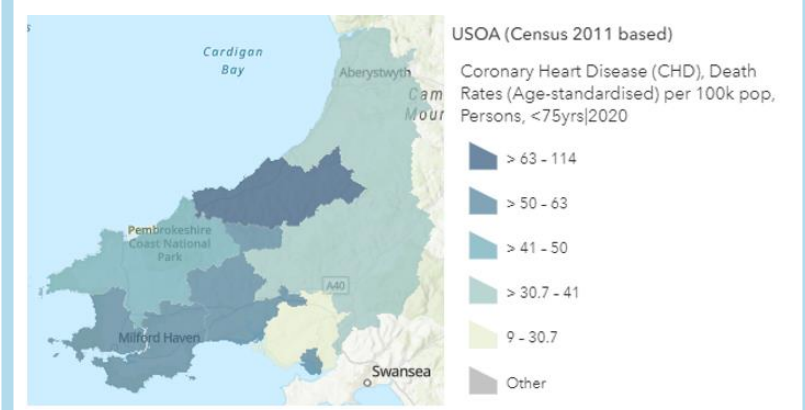 s
Cardigan
Bay
Aberystwyth
Cam
Mour
Pembrokeshire
Coast National
Park
A40
Milford Haven
Swansea
USOA (Census 2011 based)
Coronary Heart Disease (CHD), Death
Rates (Age-standardised) per 100k pop,
Persons, <75yrs|2020
> 63 - 114
> 50 - 63
> 41 - 50
> 30.7 - 41
9 - 30.7
Other